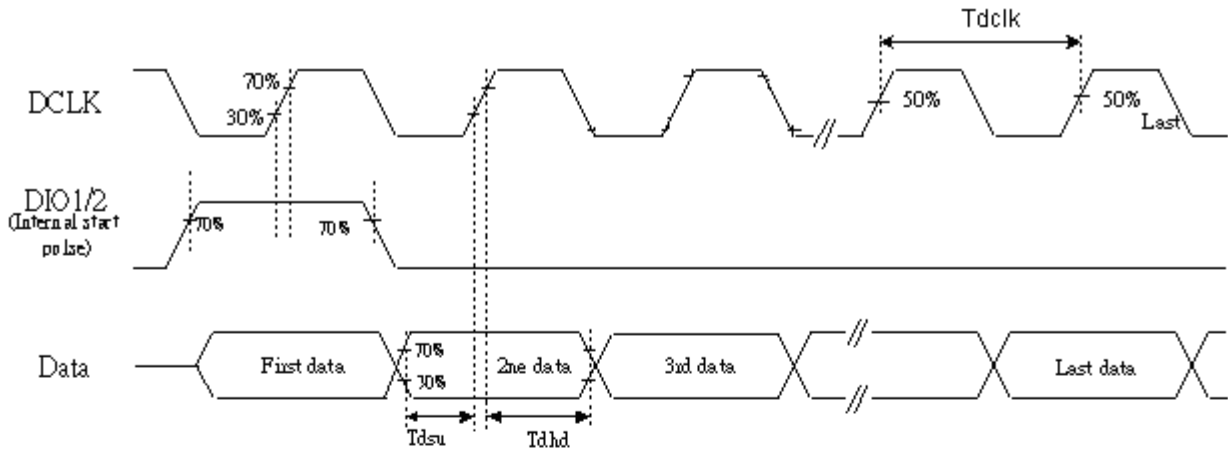 Tdclk
DCLK
70%
30%
50%
50%
Last
DIO1/2
(Internal start
polse)
70%
70%
Data
First data
70%
30%
2ne data
3rd data
Last data
Tdsu
Tdhd